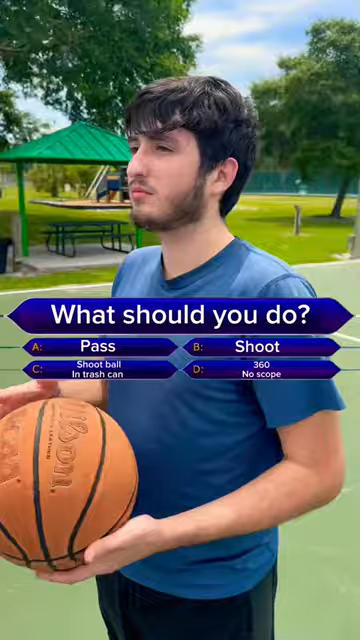 What should you do?
A: Pass
B: Shoot
C: Shoot ball
In trash can
D: 360
No scope
Wilson